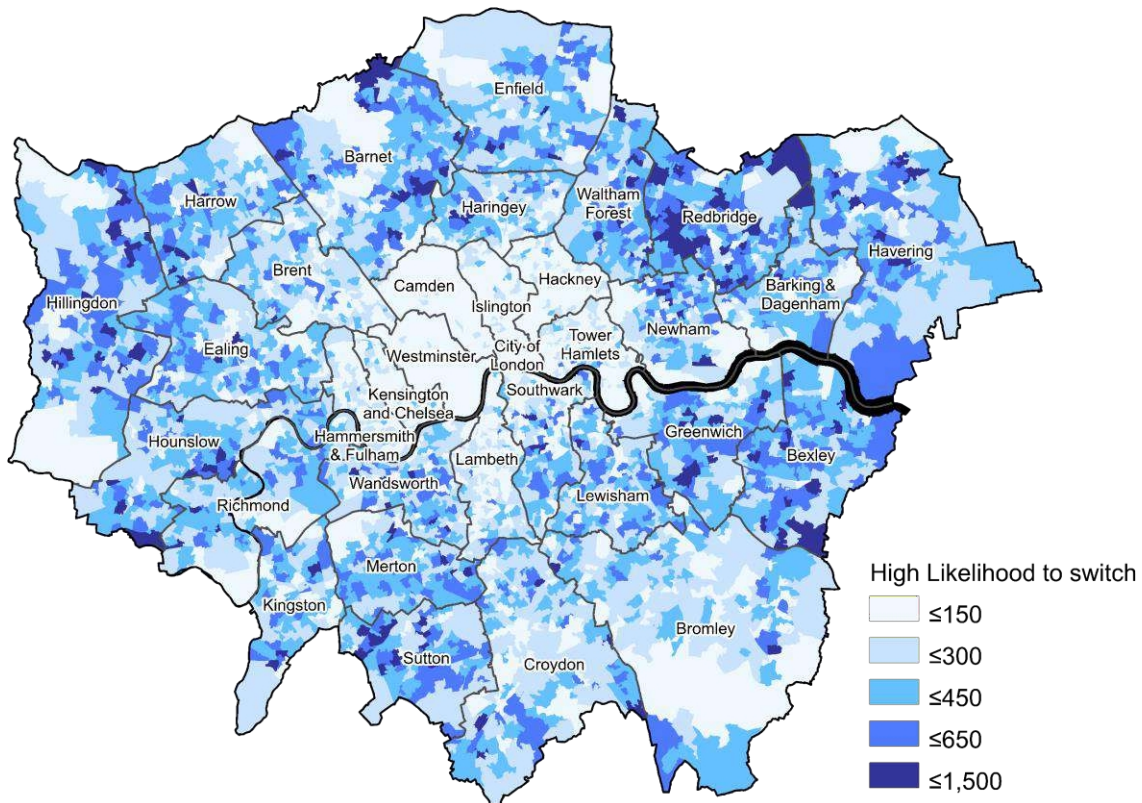 Enfield
Barnet
Harrow
Haringey
Waltham
Forest
Redbridge
Havering
Brent
Camden
Hackney
Islington
Barking &
Dagenham
Hillingdon
Ealing
Westminster
City of
London
Tower
Hamlets
Newham
Kensington
and Chelsea
Southwark
Hounslow
Hammersmith
& Fulham
Lambeth
Greenwich
Bexley
Wandsworth
Richmond
Lewisham
Merton
Kingston
Sutton
Croydon
Bromley
High Likelihood to switch
≤150
≤300
≤450
≤650
≤1,500